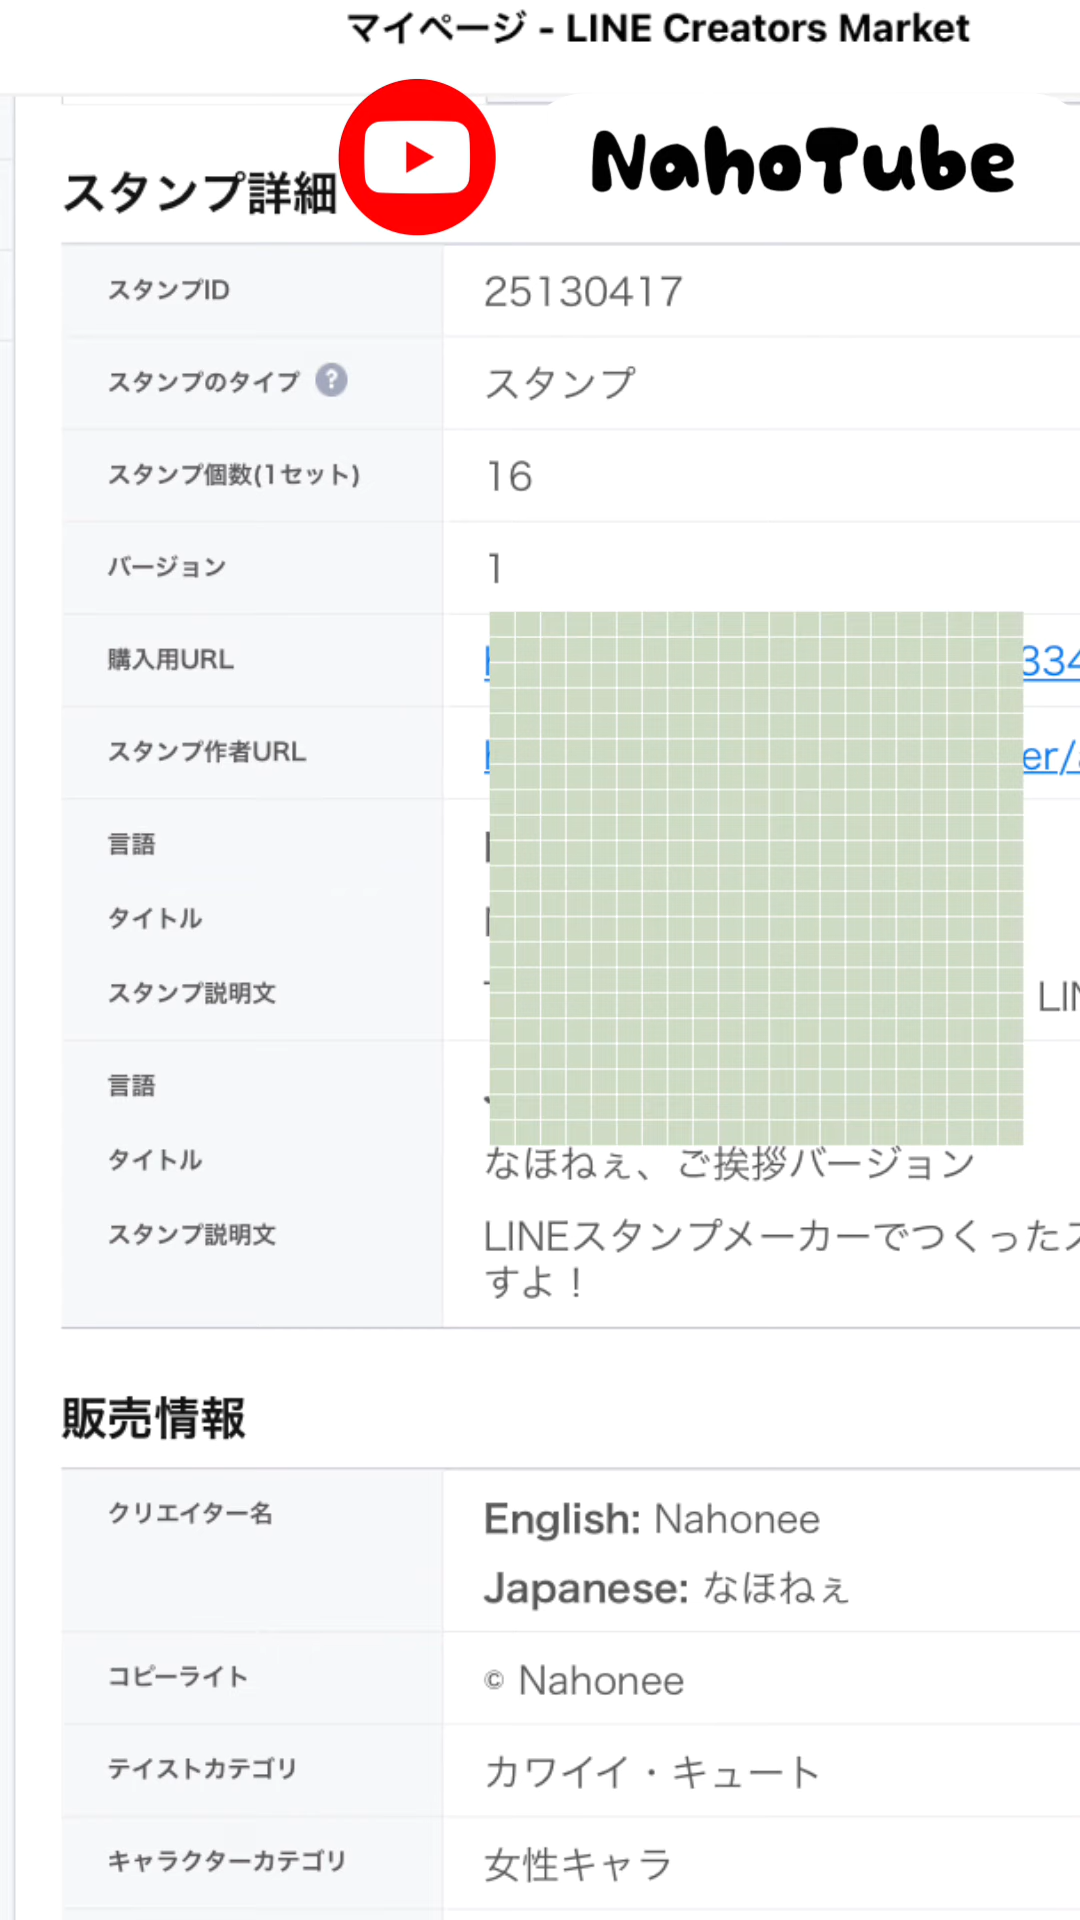 マイページ - LINE Creators Market
NahoTube
スタンプ詳細
スタンプID 25130417
スタンプのタイプ ? スタンプ
スタンプ個数(1セット) 16
バージョン 1
購入用URL 334
スタンプ作者URL er/
言語
タイトル
スタンプ説明文 LIN
言語
タイトル なほねぇ、ご挨拶バージョン
スタンプ説明文 LINEスタンプメーカーでつくった
すよ！
販売情報
クリエイター名 English: Nahonee
Japanese: なほねぇ
コピーライト © Nahonee
テイストカテゴリ カワイイ・キュート
キャラクターカテゴリ 女性キャラ